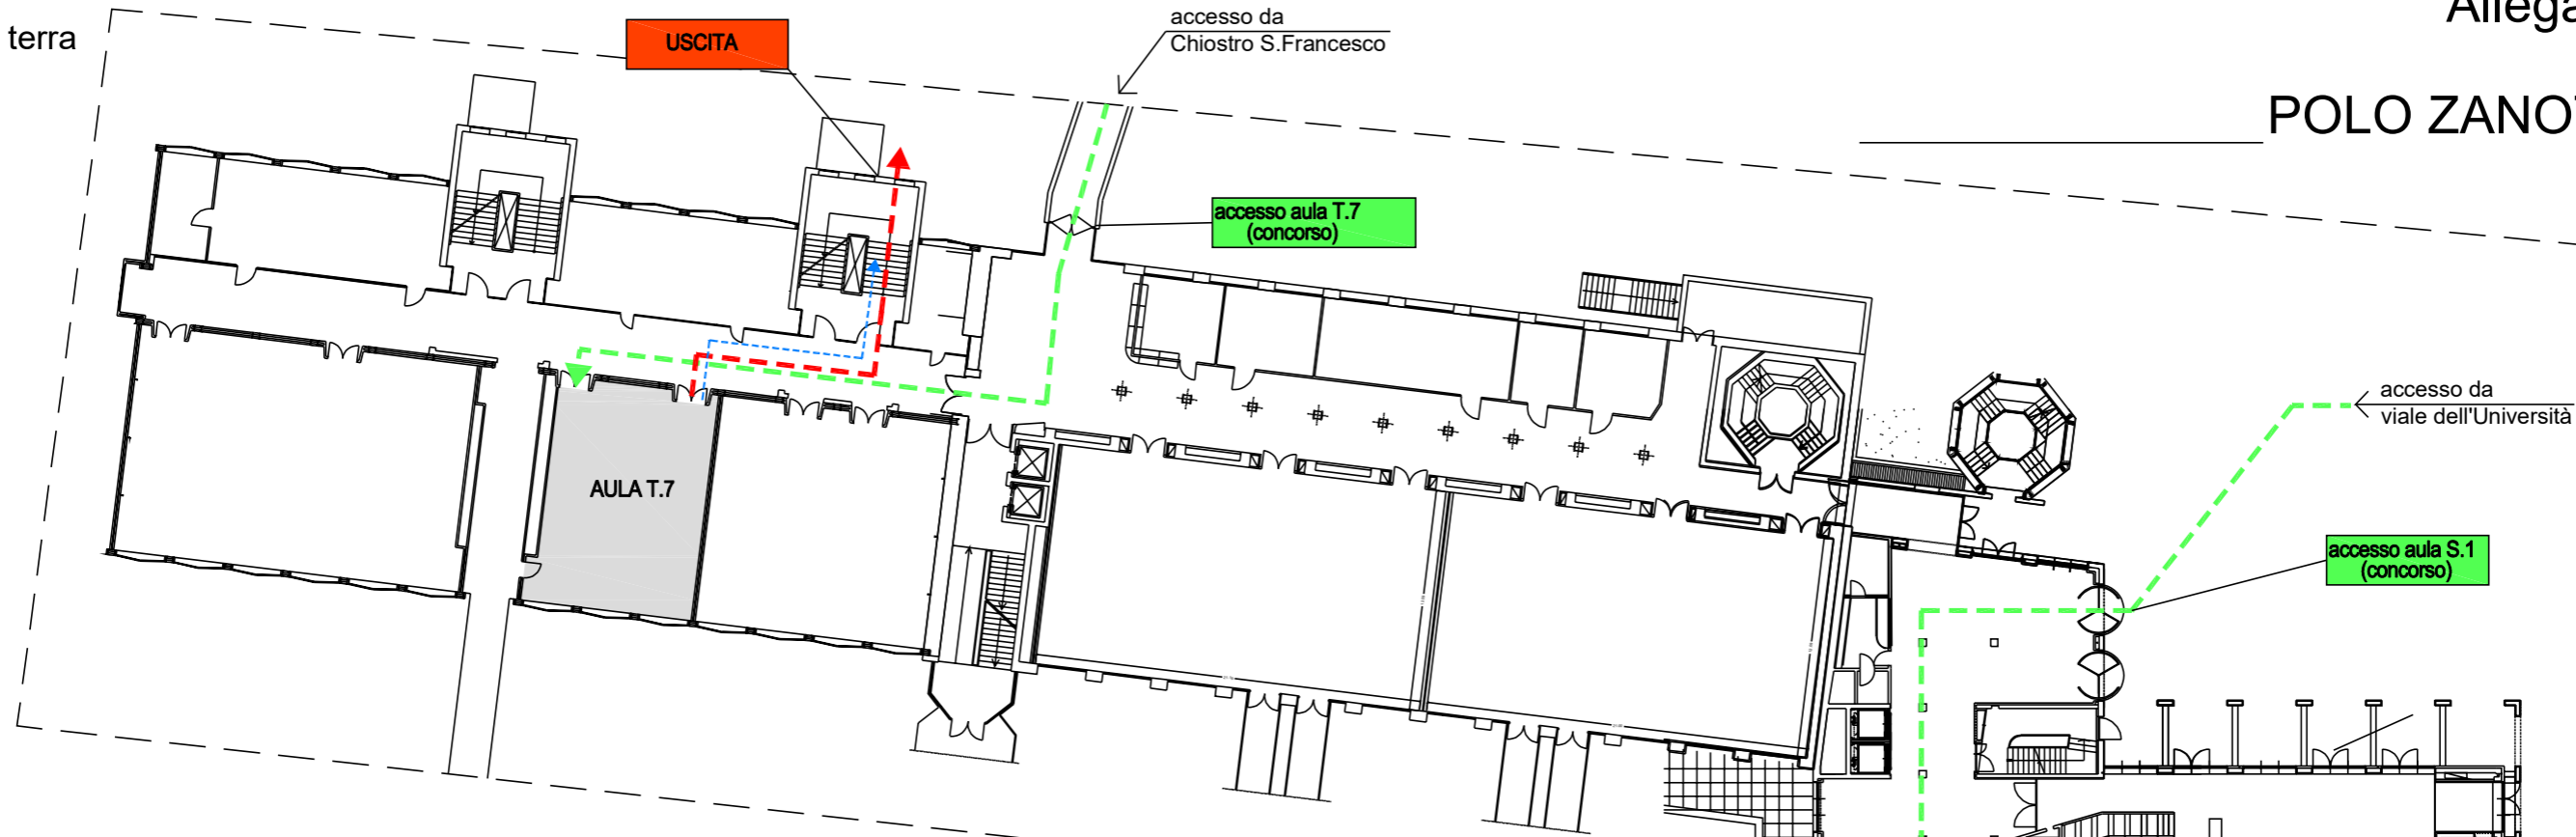 Allega
terra
USCITA
accesso da
Chiostro S.Francesco
POLO ZANO
accesso aula T.7
(concorso)
accesso da
viale dell'Università
AULA T.7
accesso aula S.1
(concorso)